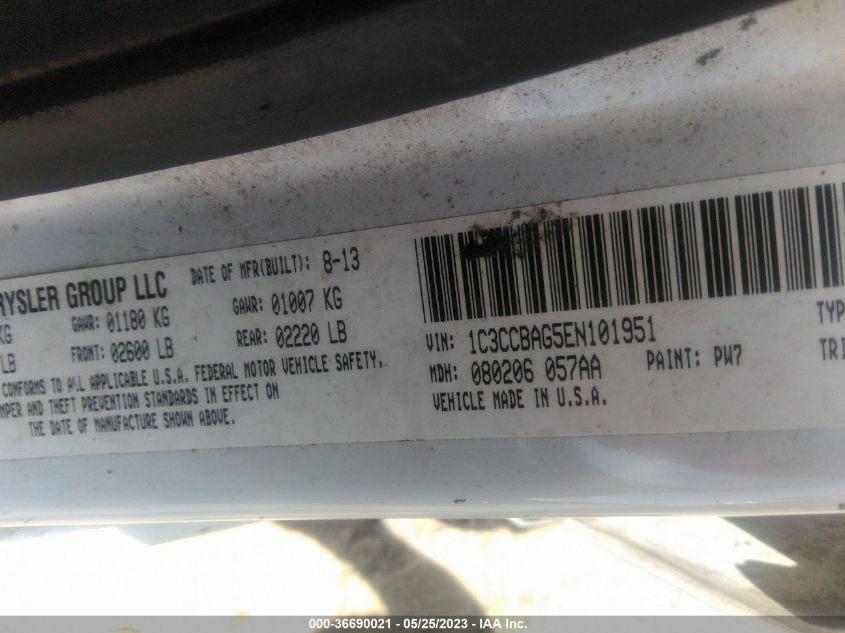 RYSLER GROUP LLC
DATE OF MFR(BUILT): 8-13
KG GAWR: 01180 KG GAWR: 01007 KG
LB FRONT: 02600 LB REAR: 02220 LB
CONFORMS TO ALL APPLICABLE U.S.A. FEDERAL MOTOR VEHICLE SAFETY,
MPER AND THEFT PREVENTION STANDARDS IN EFFECT ON
THE DATE OF MANUFACTURE SHOWN ABOVE.
VIN: 1C3CCBAG5EN101951 TYP
MDH: 080206 057AA PAINT: PW7 TRI
VEHICLE MADE IN U.S.A.
000-36690021 - 05/25/2023 - IAA Inc.